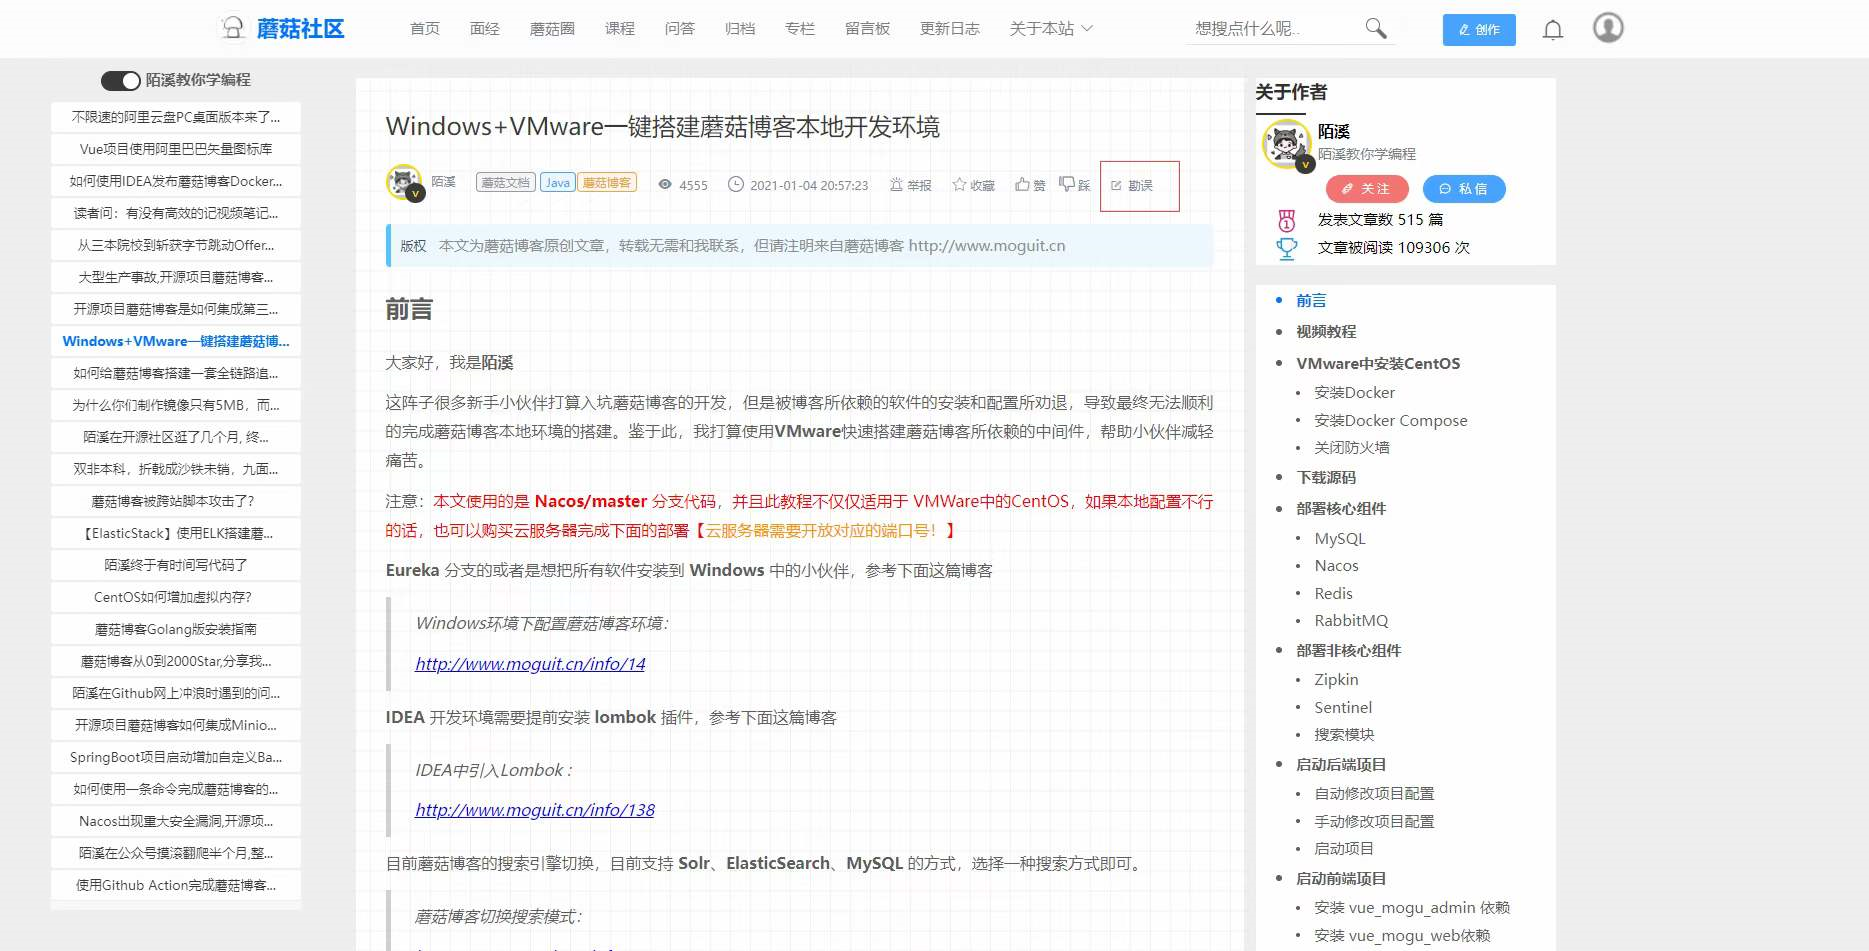 蘑菇社区
首页
面经
蘑菇圈
课程
问答
归档
专栏
留言板
更新日志
关于本站
想搜点什么呢..
创作
陌溪教你学编程
不限速的阿里云盘PC桌面版本来了...
Vue项目使用阿里巴巴矢量图标库
如何使用IDEA发布蘑菇博客Docker...
读者问：有没有高效的记视频笔记...
从三本院校到斩获字节跳动Offer...
大型生产事故,开源项目蘑菇博客...
开源项目蘑菇博客是如何集成第三...
Windows+VMware一键搭建蘑菇博...
如何给蘑菇博客搭建一套全链路追...
为什么你们制作镜像只有5MB，而...
陌溪在开源社区逛了几个月, 终...
双非本科，折戟成沙铁未销，九面...
蘑菇博客被跨站脚本攻击了?
【ElasticStack】使用ELK搭建蘑...
陌溪终于有时间写代码了
CentOS如何增加虚拟内存?
蘑菇博客Golang版安装指南
蘑菇博客从0到2000Star,分享我...
陌溪在Github网上冲浪时遇到的问...
开源项目蘑菇博客如何集成Minio...
SpringBoot项目启动增加自定义Ba...
如何使用一条命令完成蘑菇博客的...
Nacos出现重大安全漏洞,开源项...
陌溪在公众号摸滚翻爬半个月,整...
使用Github Action完成蘑菇博客...
Windows+VMware一键搭建蘑菇博客本地开发环境
V
陌溪
蘑菇文档
Java
蘑菇博客
4555
2021-01-04 20:57:23
举报
收藏
赞
踩
勘误
版权 本文为蘑菇博客原创文章，转载无需和我联系，但请注明来自蘑菇博客 http://www.moguit.cn
前言
大家好，我是陌溪
这阵子很多新手小伙伴打算入坑蘑菇博客的开发，但是被博客所依赖的软件的安装和配置所劝退，导致最终无法顺利
的完成蘑菇博客本地环境的搭建。鉴于此，我打算使用VMware快速搭建蘑菇博客所依赖的中间件，帮助小伙伴减轻
痛苦。
注意：本文使用的是 Nacos/master 分支代码，并且此教程不仅仅适用于 VMWare中的CentOS，如果本地配置不行
的话，也可以购买云服务器完成下面的部署【云服务器需要开放对应的端口号！】
Eureka 分支的或者是想把所有软件安装到 Windows 中的小伙伴，参考下面这篇博客
Windows环境下配置蘑菇博客环境：
http://www.moguit.cn/info/14
IDEA 开发环境需要提前安装 lombok 插件，参考下面这篇博客
IDEA中引入Lombok：
http://www.moguit.cn/info/138
目前蘑菇博客的搜索引擎切换，目前支持 Solr、ElasticSearch、MySQL 的方式，选择一种搜索方式即可。
蘑菇博客切换搜索模式：
关于作者
V
陌溪
陌溪教你学编程
关注
私信
1
发表文章数 515 篇
文章被阅读 109306 次
前言
视频教程
VMware中安装CentOS
安装Docker
安装Docker Compose
关闭防火墙
下载源码
部署核心组件
MySQL
Nacos
Redis
RabbitMQ
部署非核心组件
Zipkin
Sentinel
搜索模块
启动后端项目
自动修改项目配置
手动修改项目配置
启动项目
启动前端项目
安装 vue_mogu_admin 依赖
安装 vue_mogu_web依赖